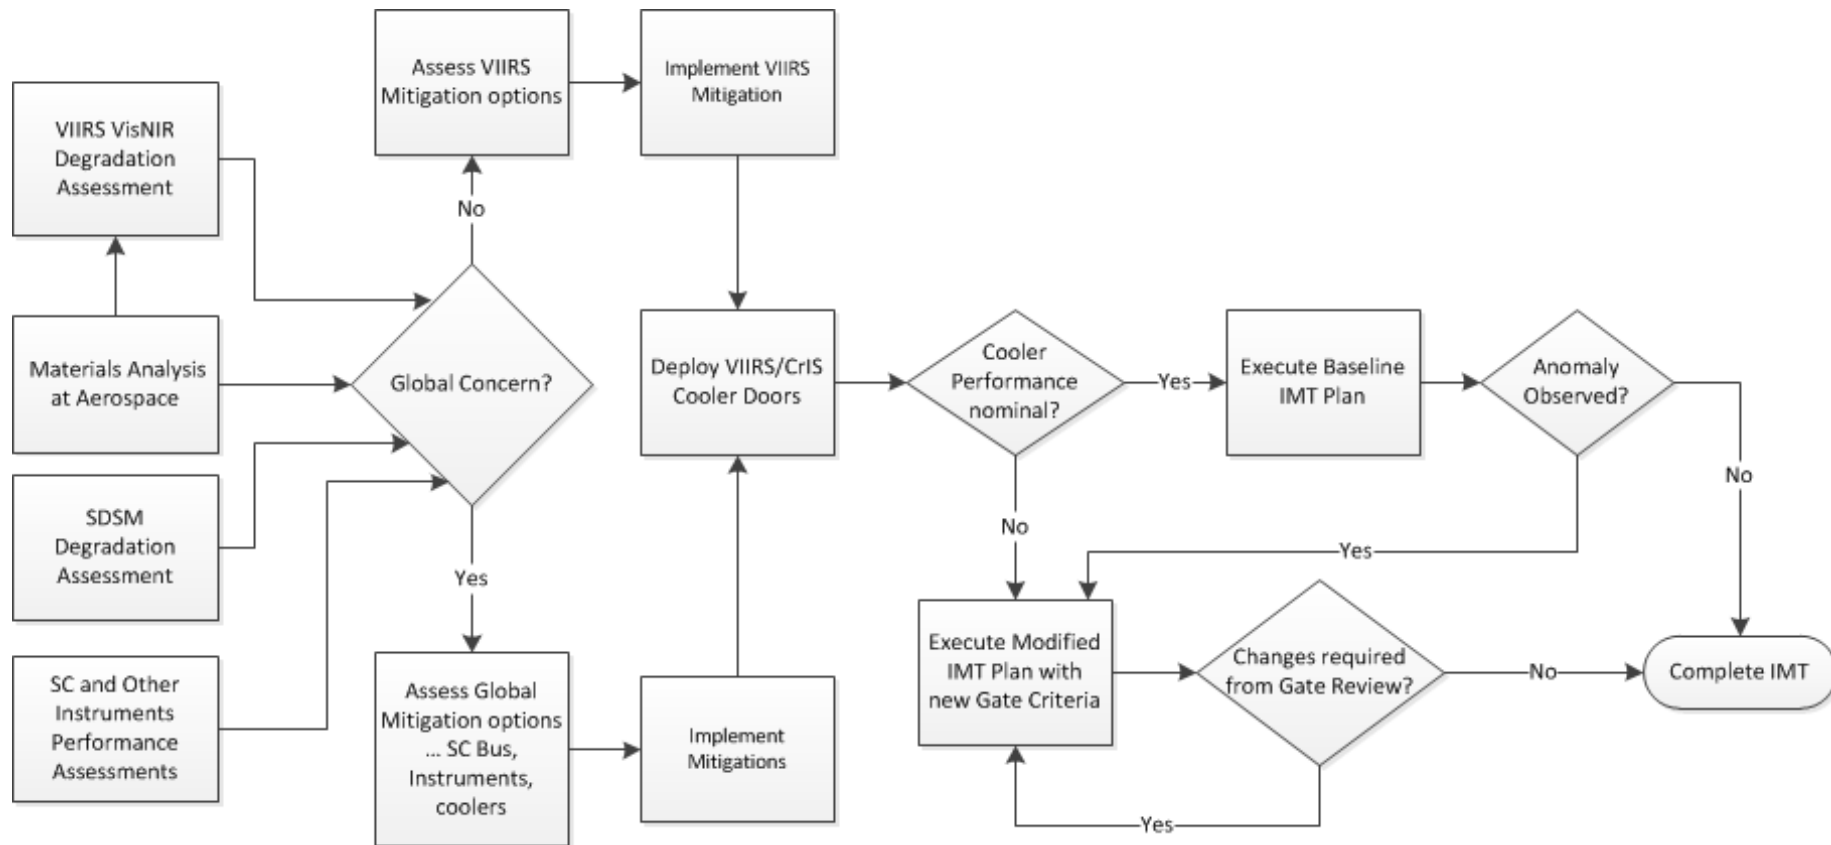 VIIRS VisNIR
Degradation
Assessment
Materials Analysis
at Aerospace
SDSM
Degradation
Assessment
SC and Other
Instruments
Performance
Assessments
Global Concern?
No
Yes
Assess VIIRS
Mitigation options
Implement VIIRS
Mitigation
Assess Global
Mitigation options
... SC Bus,
Instruments,
coolers
Implement
Mitigations
Deploy VIIRS/CrIS
Cooler Doors
Cooler
Performance
nominal?
Yes
No
Execute Baseline
IMT Plan
Anomaly
Observed?
No
Yes
Execute Modified
IMT Plan with
new Gate Criteria
Changes required
from Gate Review?
No
Yes
Complete IMT